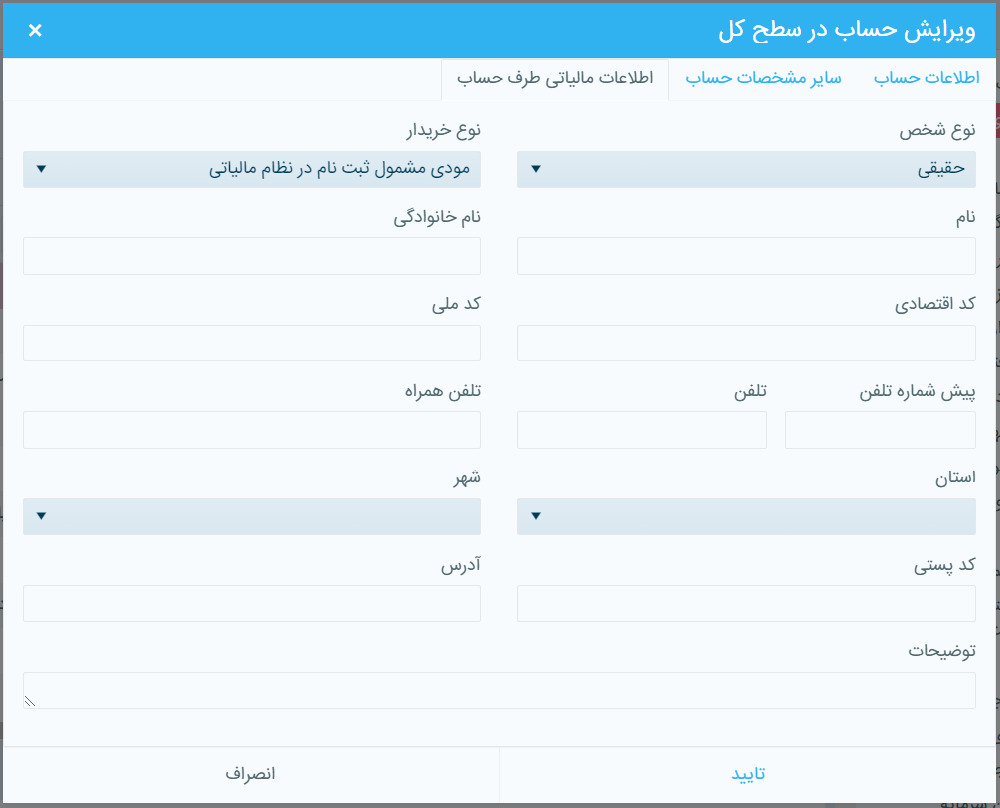 ویرایش حساب در سطح کل ×
اطلاعات حساب سایر مشخصات حساب اطلاعات مالیاتی طرف حساب
نوع شخص نوع خریدار
حقیقی مودی مشمول ثبت نام در نظام مالیاتی
نام نام خانوادگی
کد اقتصادی کد ملی
پیش شماره تلفن تلفن تلفن همراه
استان شهر
کد پستی آدرس
توضیحات
تایید انصراف